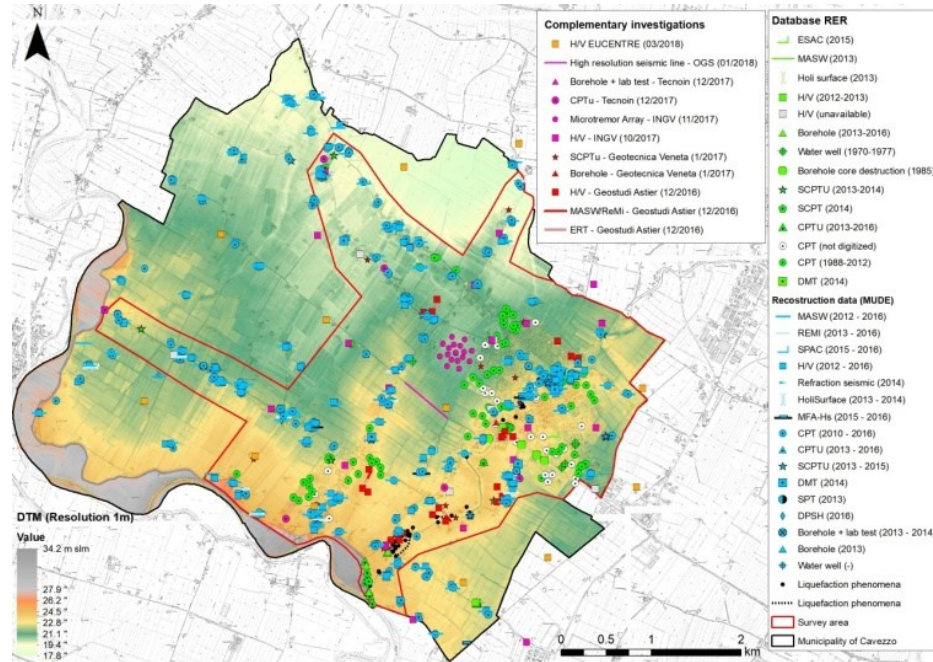 N
Complementary investigations
H/V EUCENTRE (03/2018)
High resolution seismic line - OGS (01/2018)
Borehole + lab test - Tecnoin (12/2017)
CPTu - Tecnoin (12/2017)
Microtremor Array - INGV (11/2017)
H/V - INGV (10/2017)
SCPTu - Geotecnica Veneta (1/2017)
Borehole - Geotecnica Veneta (1/2017)
H/V - Geostudi Astier (12/2016)
MASW/ReMi - Geostudi Astier (12/2016)
ERT - Geostudi Astier (12/2016)
Database RER
ESAC (2015)
MASW (2013)
Holi surface (2013)
H/V (2012-2013)
H/V (unavailable)
Borehole (2013-2016)
Water well (1970-1977)
Borehole core destruction (1985)
SCPTU (2013-2014)
SCPT (2014)
CPTU (2013-2016)
CPT (not digitized)
CPT (1988-2012)
DMT (2014)
Recostrusion data (MUDE)
MASW (2012 - 2016)
REMI (2013 - 2016)
SPAC (2015 - 2016)
H/V (2012 - 2016)
Refraction seismic (2014)
HoliSurface (2013 - 2014)
MFA-Hs (2015 - 2016)
CPT (2010 - 2016)
CPTU (2013 - 2016)
SCPTU (2013 - 2015)
DMT (2014)
SPT (2013)
DPSH (2016)
Borehole + lab test (2013 - 2014)
Borehole (2013)
Water well (-)
Liquefaction phenomena
Liquefaction phenomena
Survey area
Municipality of Cavezzo
DTM (Resolution 1m)
Value
34.2 m slm
27.9 "
26.2 "
24.5 "
22.8 "
21.1 "
19.4 "
17.8 "
0 0.5 1 2
km